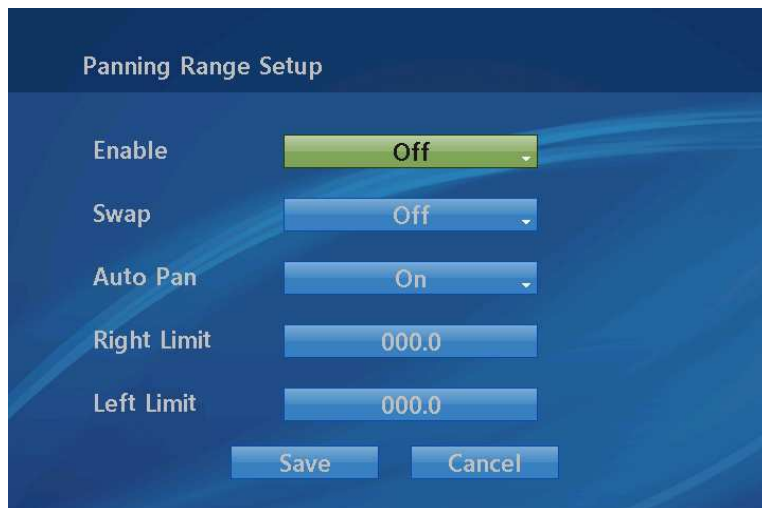 Panning Range Setup
Enable Off
Swap Off
Auto Pan On
Right Limit 000.0
Left Limit 000.0
Save Cancel